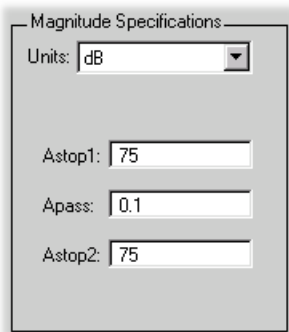 Magnitude Specifications
Units: dB
Astop1: 75
Apass: 0.1
Astop2: 75